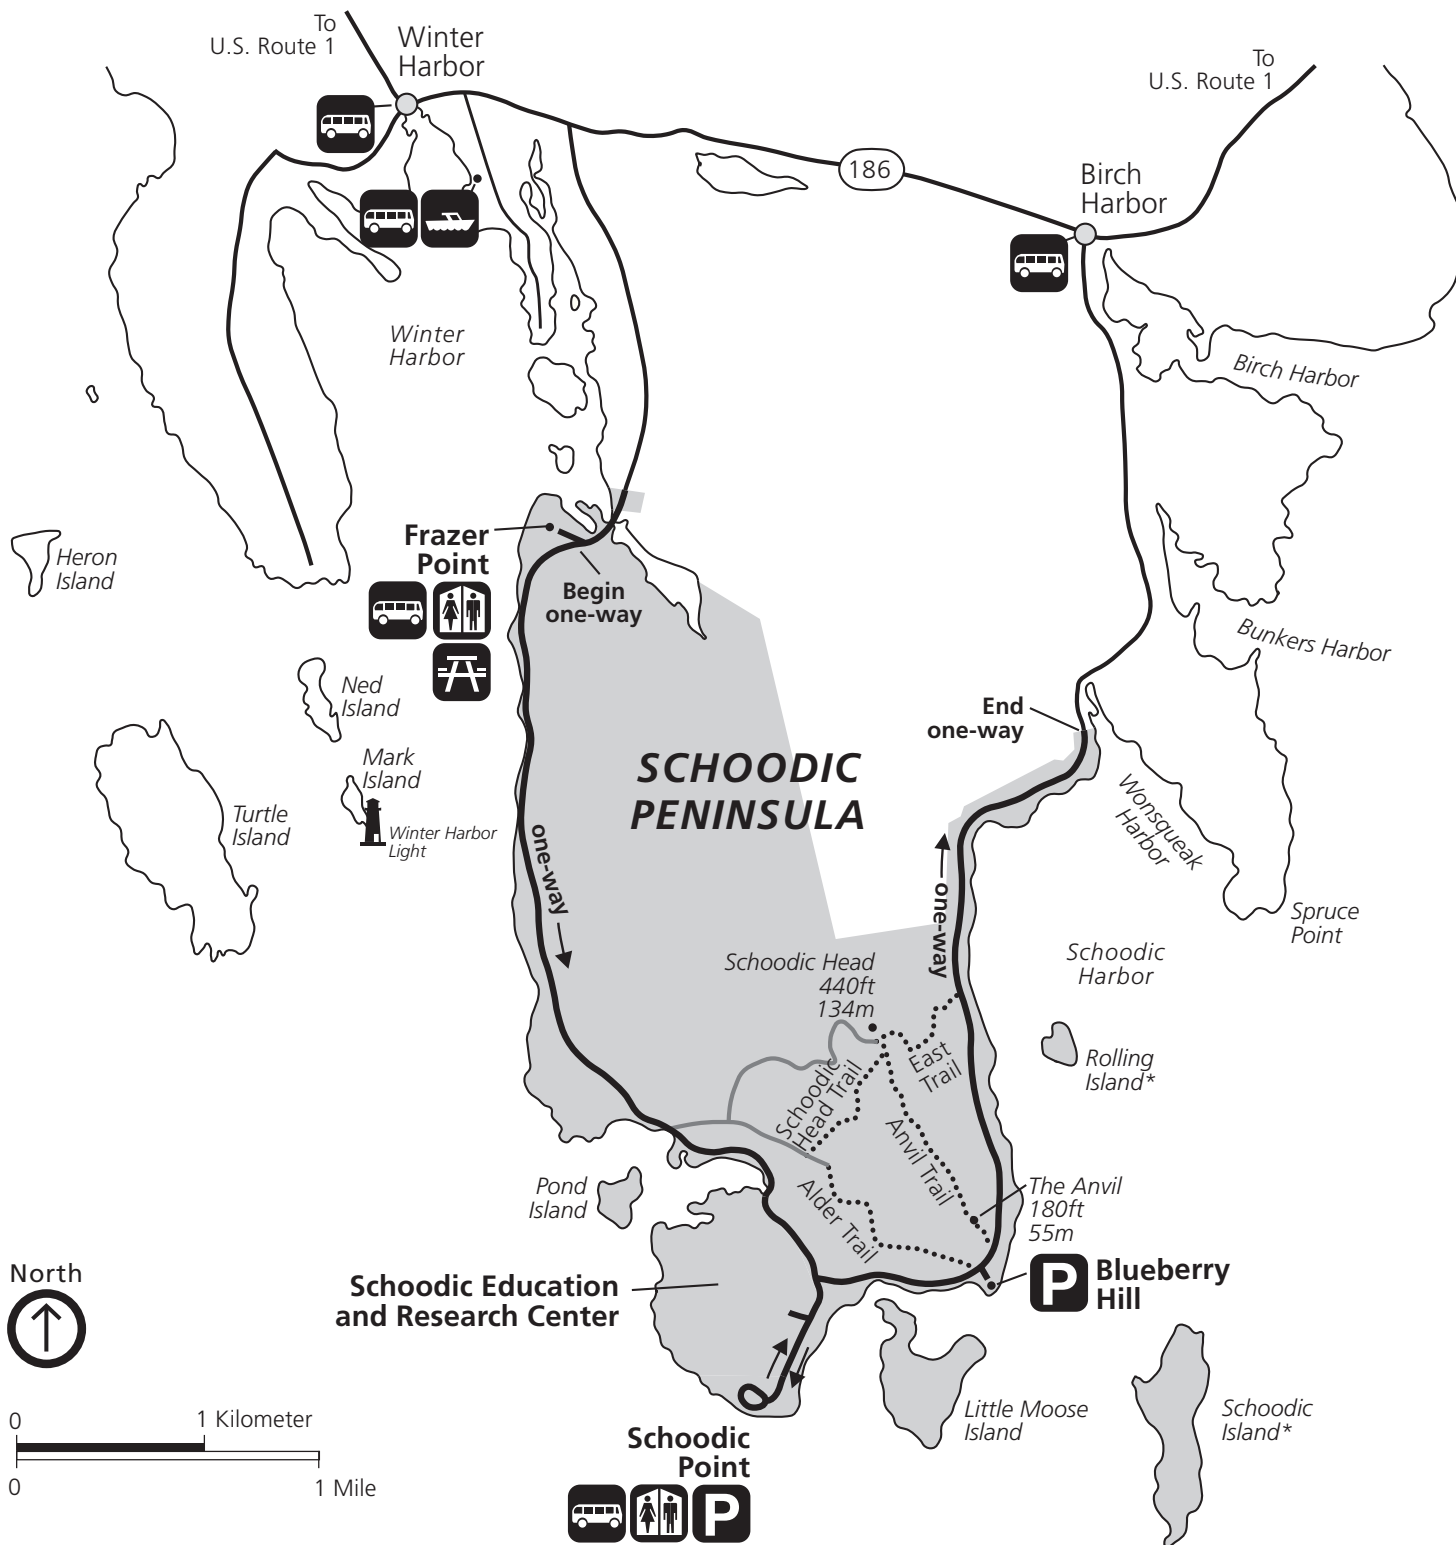 To
U.S. Route 1
Winter
Harbor
To
U.S. Route 1
186
Birch
Harbor
Winter
Harbor
Birch Harbor
Frazer
Point
Heron
Island
Begin
one-way
Bunkers Harbor
Ned
Island
End
one-way
Mark
Island
SCHOODIC
PENINSULA
Turtle
Island
Winter Harbor
Light
Wonsqueak
Harbor
one-way
one-way
Spruce
Point
Schoodic Head
440ft
134m
Schoodic
Harbor
Rolling
Island*
East
Trail
Schoodic
Head Trail
Anvil Trail
Pond
Island
Alder Trail
The Anvil
180ft
55m
North
Schoodic Education
and Research Center
P
Blueberry
Hill
Little Moose
Island
Schoodic
Island*
0
1 Kilometer
0
1 Mile
Schoodic
Point
P